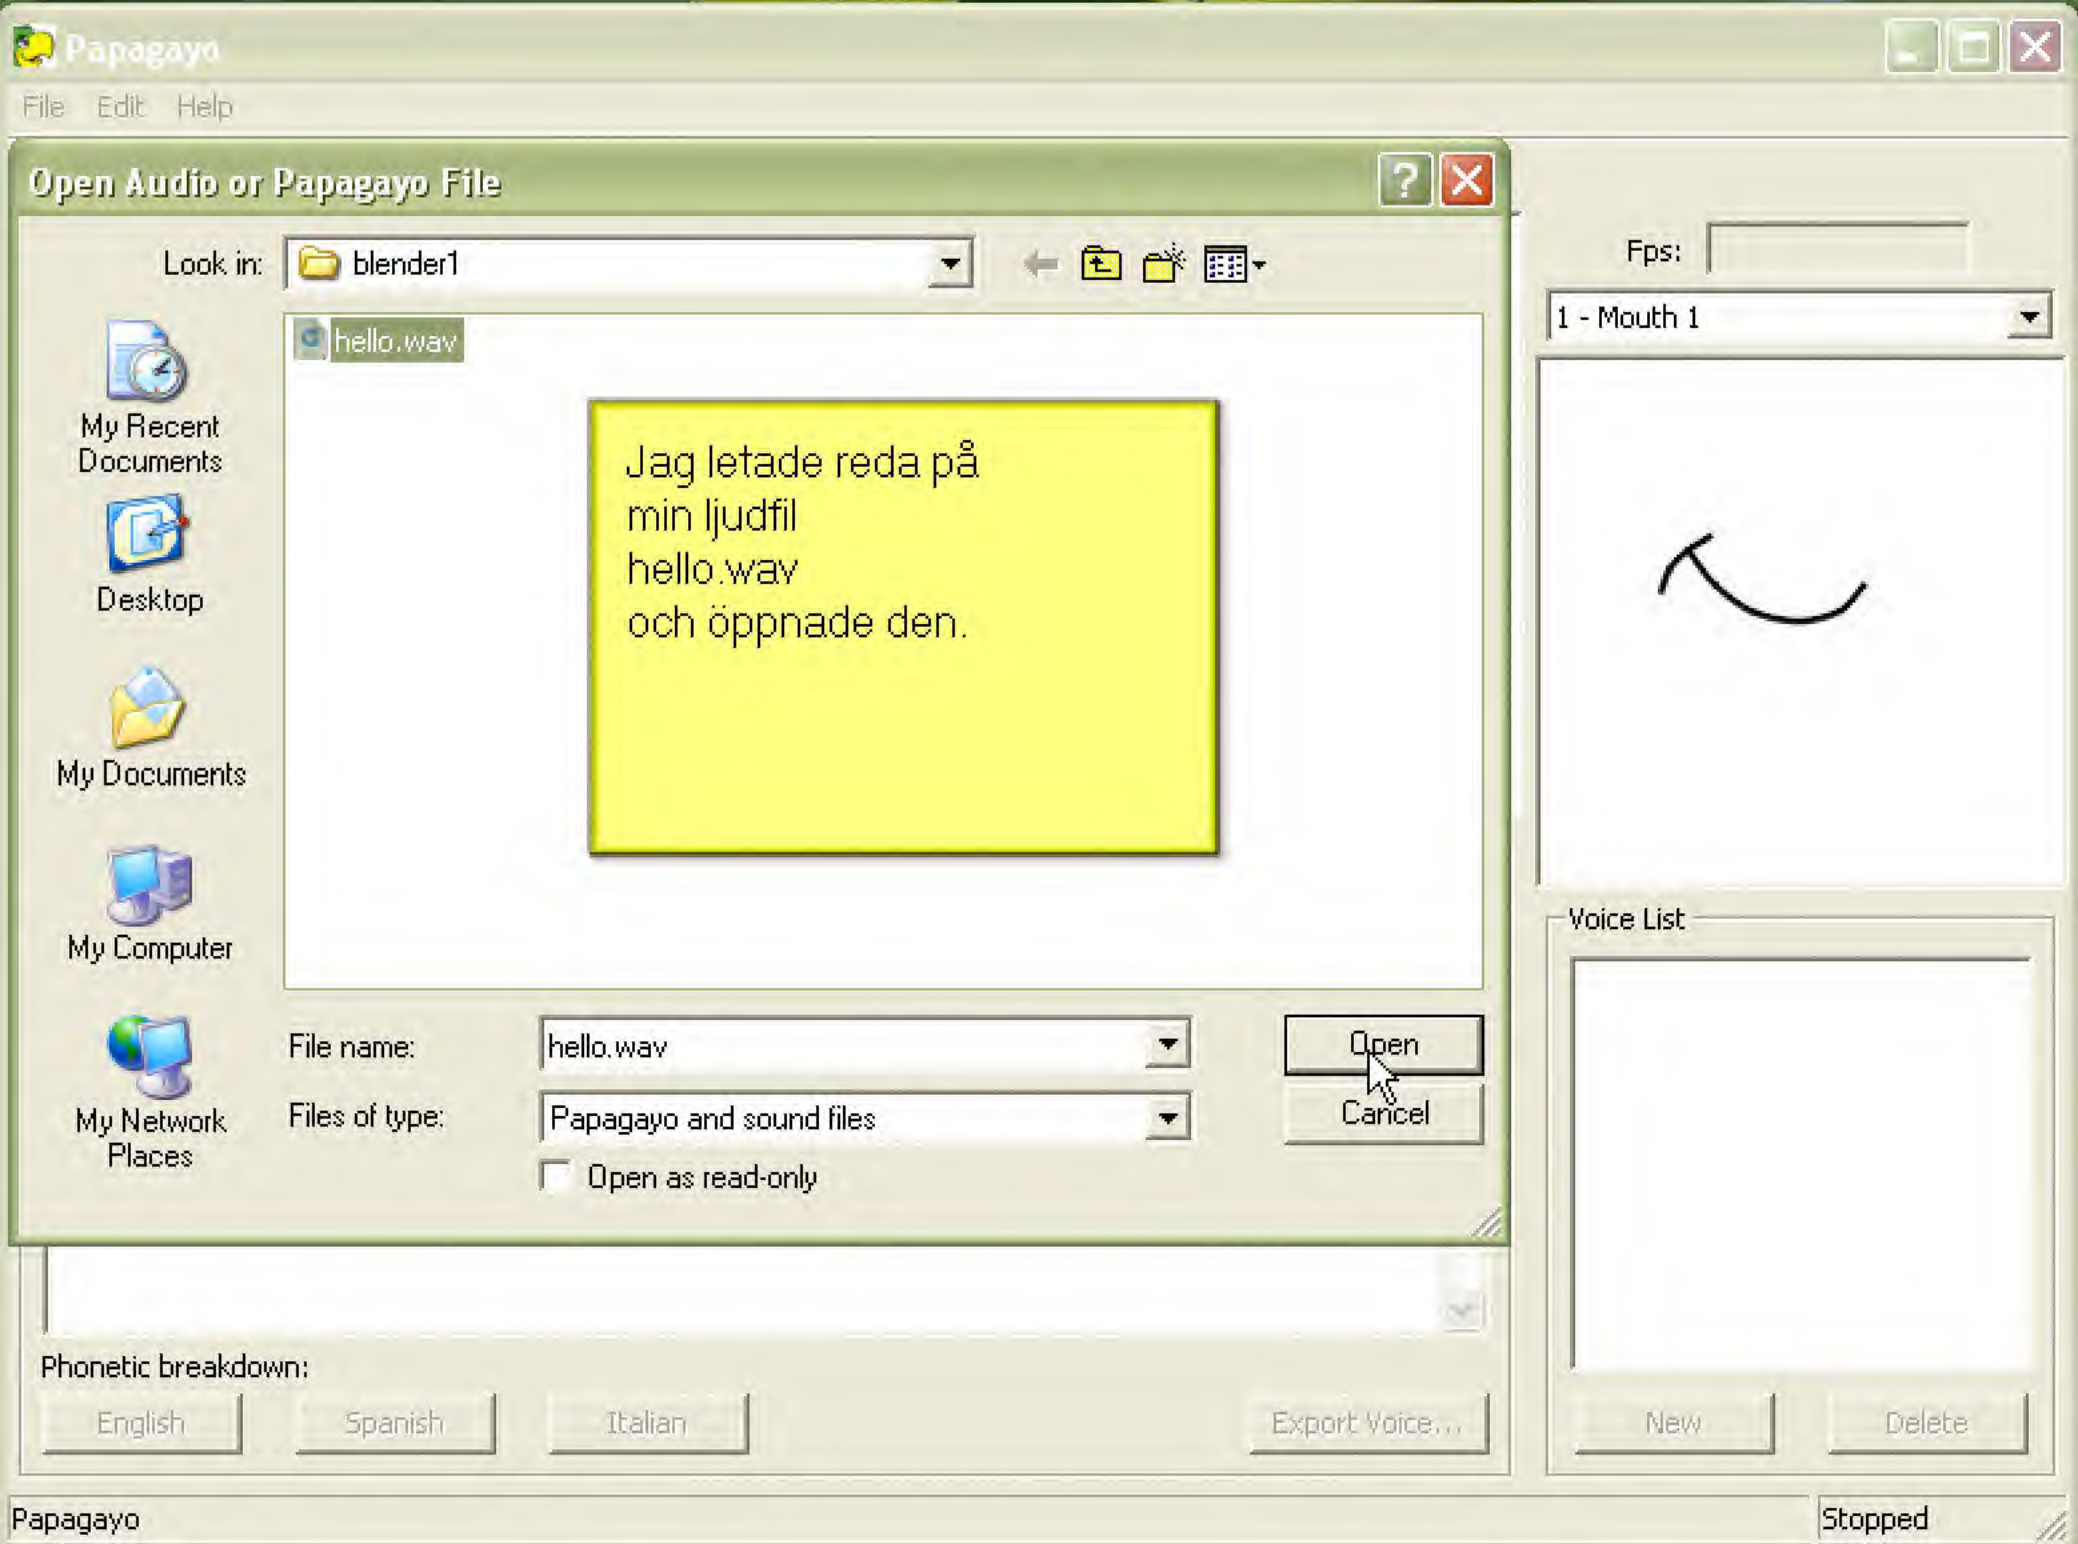 Papagayo
File Edit Help
Open Audio or Papagayo File
Look in: blender1
hello.wav
My Recent
Documents
Desktop
My Documents
My Computer
My Network
Places
Jag letade reda på
min ljudfil
hello.wav
och öppnade den.
File name: hello.wav
Open
Files of type: Papagayo and sound files
Cancel
Open as read-only
Fps:
1 - Mouth 1
Voice List
Phonetic breakdown:
English Spanish Italian Export Voice...
New Delete
Papagayo
Stopped